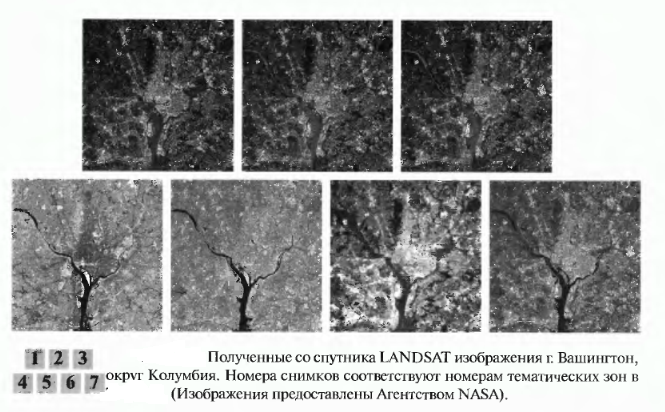 1 2 3
4 5 6 7
Полученные со спутника LANDSAT изображения г. Вашингтон,
округ Колумбия. Номера снимков соответствуют номерам тематических зон в
(Изображения предоставлены Агентством NASA).